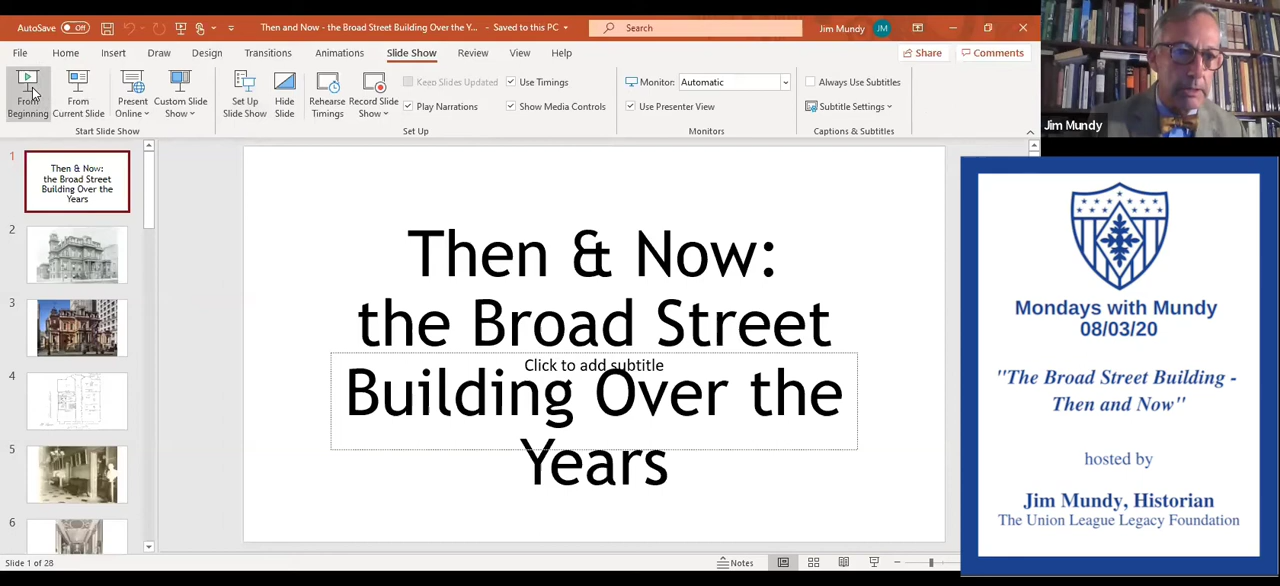 AutoSave Off
Then and Now - the Broad Street Building Over the Y... - Saved to this PC
Search
Jim Mundy JM
File Home Insert Draw Design Transitions Animations Slide Show Review View Help
Share Comments
From Beginning
From Current Slide
Present Online
Custom Slide Show
Start Slide Show
Set Up Slide Show
Hide Slide
Rehearse Timings
Record Slide Show
Keep Slides Updated
Play Narrations
Use Timings
Show Media Controls
Set Up
Monitor: Automatic
Use Presenter View
Monitors
Always Use Subtitles
Subtitle Settings
Captions & Subtitles
Jim Mundy
1
Then & Now:
the Broad Street
Building Over the
Years
2
3
4
5
6
Then & Now:
the Broad Street
Click to add subtitle
Building Over the
Years
Mondays with Mundy
08/03/20
"The Broad Street Building -
Then and Now"
hosted by
Jim Mundy, Historian
The Union League Legacy Foundation
Slide 1 of 28
Notes